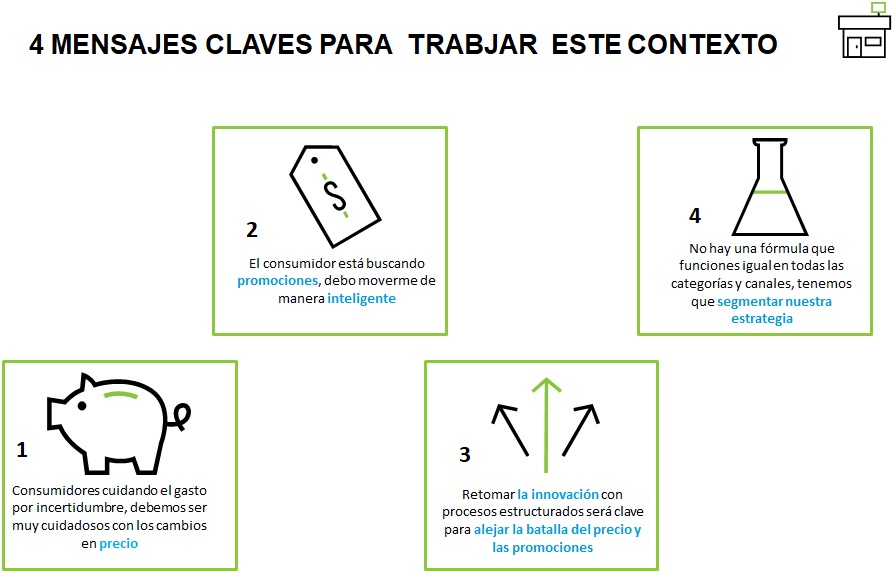 4 MENSAJES CLAVES PARA TRABJAR ESTE CONTEXTO
1
Consumidores cuidando el gasto
por incertidumbre, debemos ser
muy cuidadosos con los cambios
en precio
2
El consumidor está buscando
promociones, debo moverme de
manera inteligente
3
Retomar la innovación con
procesos estructurados será clave
para alejar la batalla del precio y
las promociones
4
No hay una fórmula que
funciones igual en todas las
categorías y canales, tenemos
que segmentar nuestra
estrategia